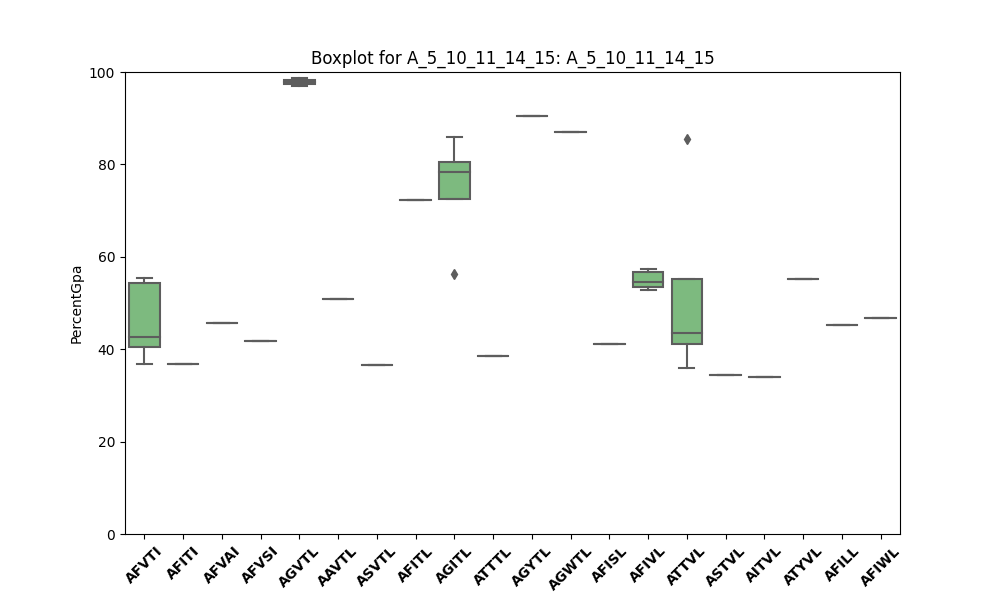 Boxplot for A_5_10_11_14_15: A_5_10_11_14_15
100
80
60
40
20
0
PercentGpa
AFVTI AFITI AFVAI AFVSI AGVTL AAVTL ASVTL AFITL AGITL ATTTL AGYTL AGWTL AFISL AFIVL ATTVL ASTVL AITVL ATYVL AFILL AFIWL